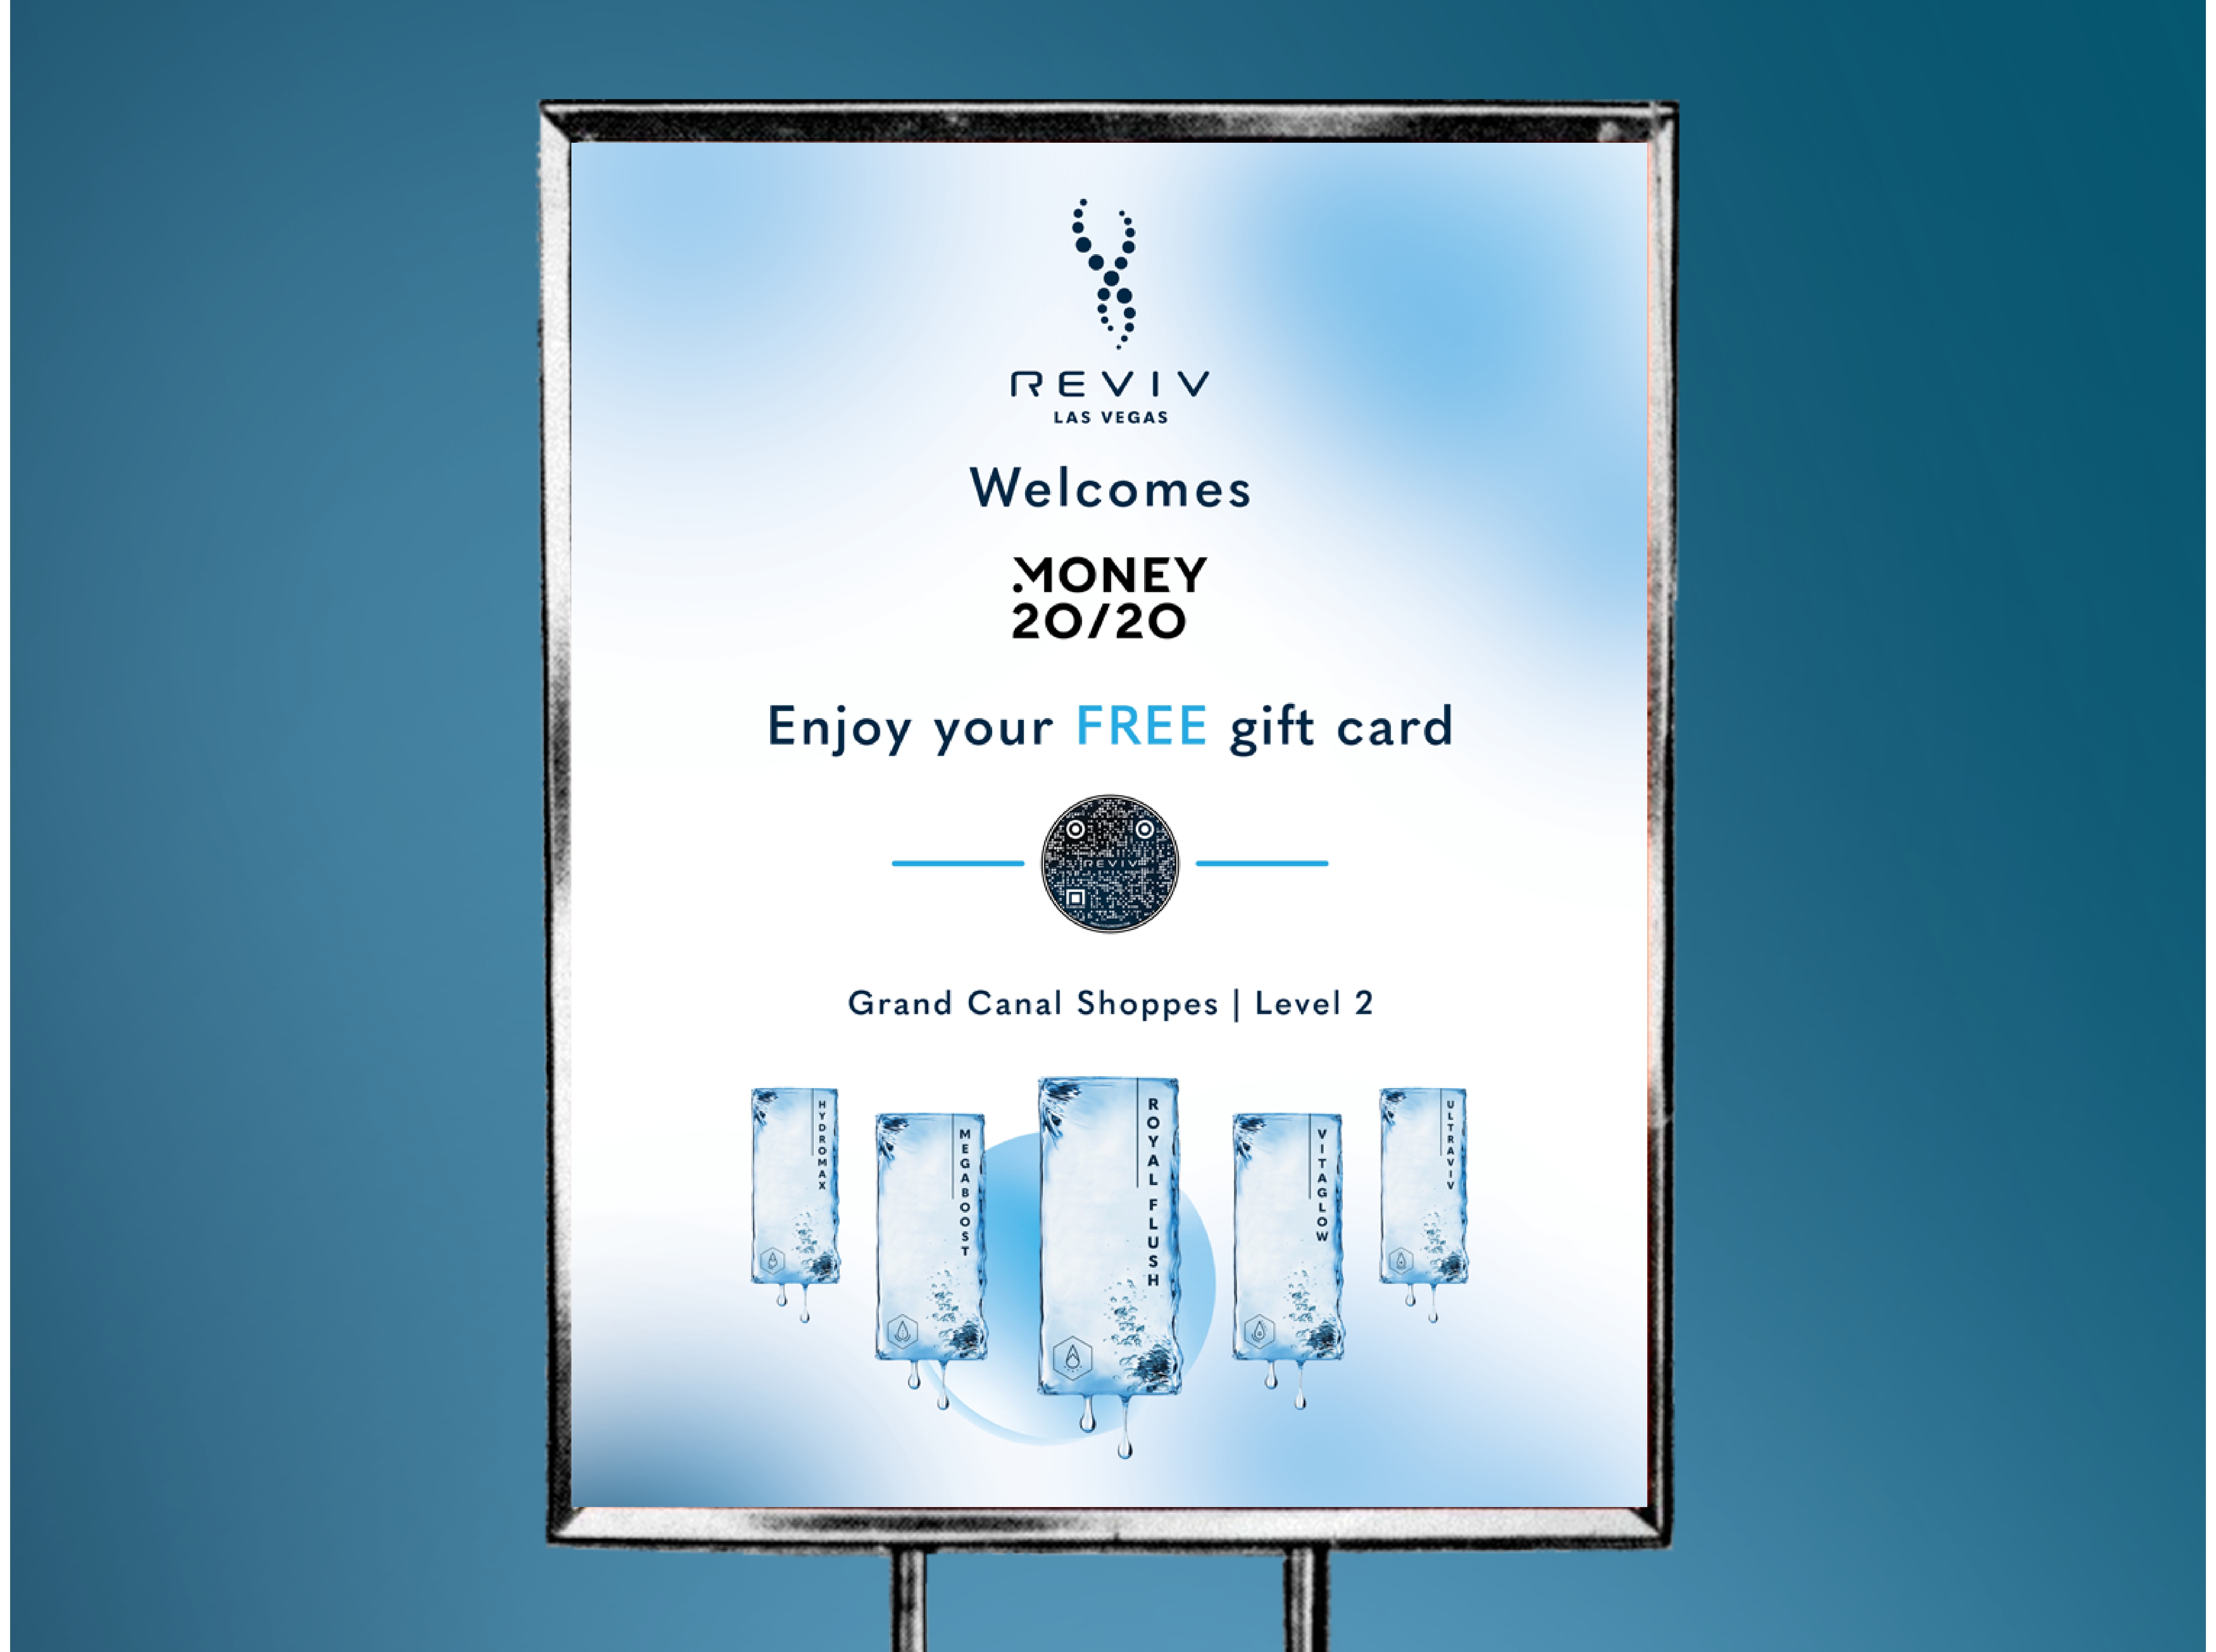 REVIV
LAS VEGAS
Welcomes
MONEY
20/20
Enjoy your FREE gift card
REVIV
Grand Canal Shoppes | Level 2
HYDROMAX
MEGABOOST
ROYAL FLUSH
VITAGLOW
ULTRAVIV